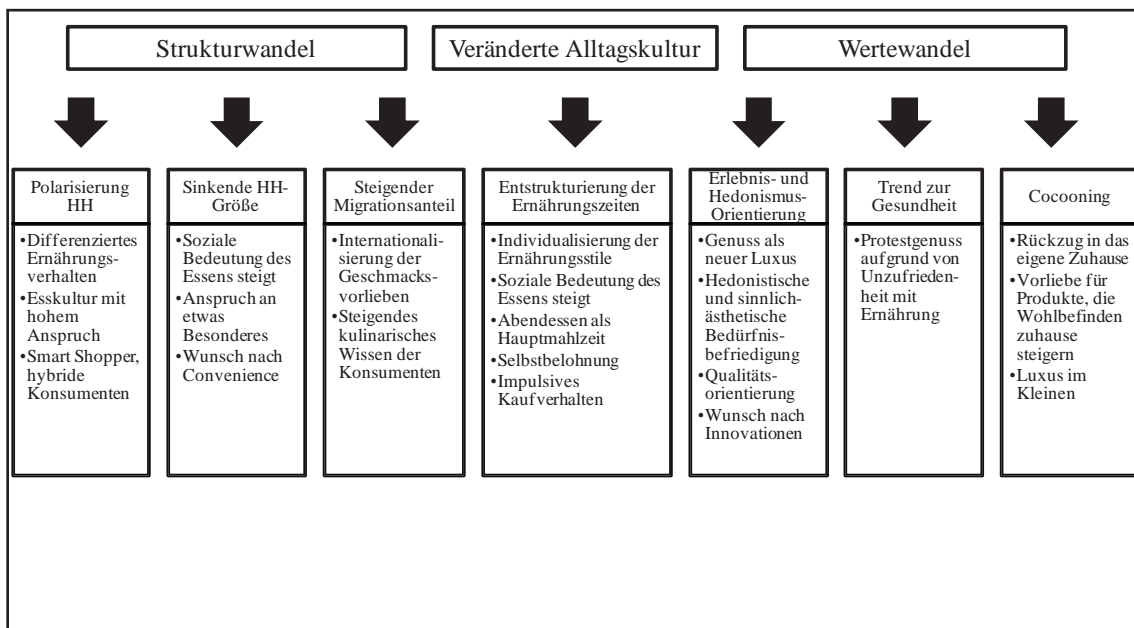 Strukturwandel
Veränderte Alltagskultur
Wertewandel
Polarisierung
HH
•Differenziertes
Ernährungs-
verhalten
•Esskultur mit
hohem
Anspruch
•Smart Shopper,
hybride
Konsumenten
Sinkende HH-
Größe
•Soziale
Bedeutung des
Essens steigt
•Anspruch an
etwas
Besonderes
•Wunsch nach
Convenience
Steigender
Migrationsanteil
•Internationali-
sierung der
Geschmacks-
vorlieben
•Steigendes
kulinarisches
Wissen der
Konsumenten
Entstrukturierung der
Ernährungszeiten
•Individualisierung der
Ernährungsstile
•Soziale Bedeutung des
Essens steigt
•Abendessen als
Hauptmahlzeit
•Selbstbelohnung
•Impulsives
Kaufverhalten
Erlebnis- und
Hedonismus-
Orientierung
•Genuss als
neuer Luxus
•Hedonistische
und sinnlich-
ästhetische
Bedürfnis-
befriedigung
•Qualitäts-
orientierung
•Wunsch nach
Innovationen
Trend zur
Gesundheit
•Protestgenuss
aufgrund von
Unzufrieden-
heit mit
Ernährung
Cocooning
•Rückzug in das
eigene Zuhause
•Vorliebe für
Produkte, die
Wohlbefinden
zuhause
steigern
•Luxus im
Kleinen